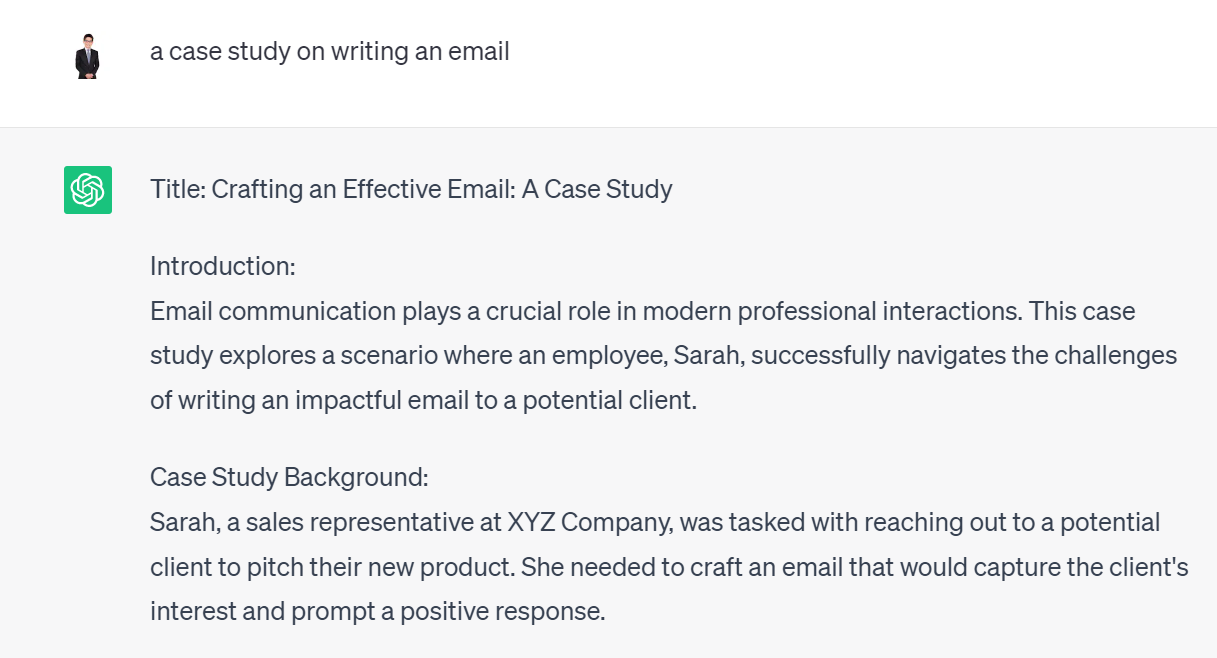 a case study on writing an email
Title: Crafting an Effective Email: A Case Study
Introduction:
Email communication plays a crucial role in modern professional interactions. This case
study explores a scenario where an employee, Sarah, successfully navigates the challenges
of writing an impactful email to a potential client.
Case Study Background:
Sarah, a sales representative at XYZ Company, was tasked with reaching out to a potential
client to pitch their new product. She needed to craft an email that would capture the client's
interest and prompt a positive response.